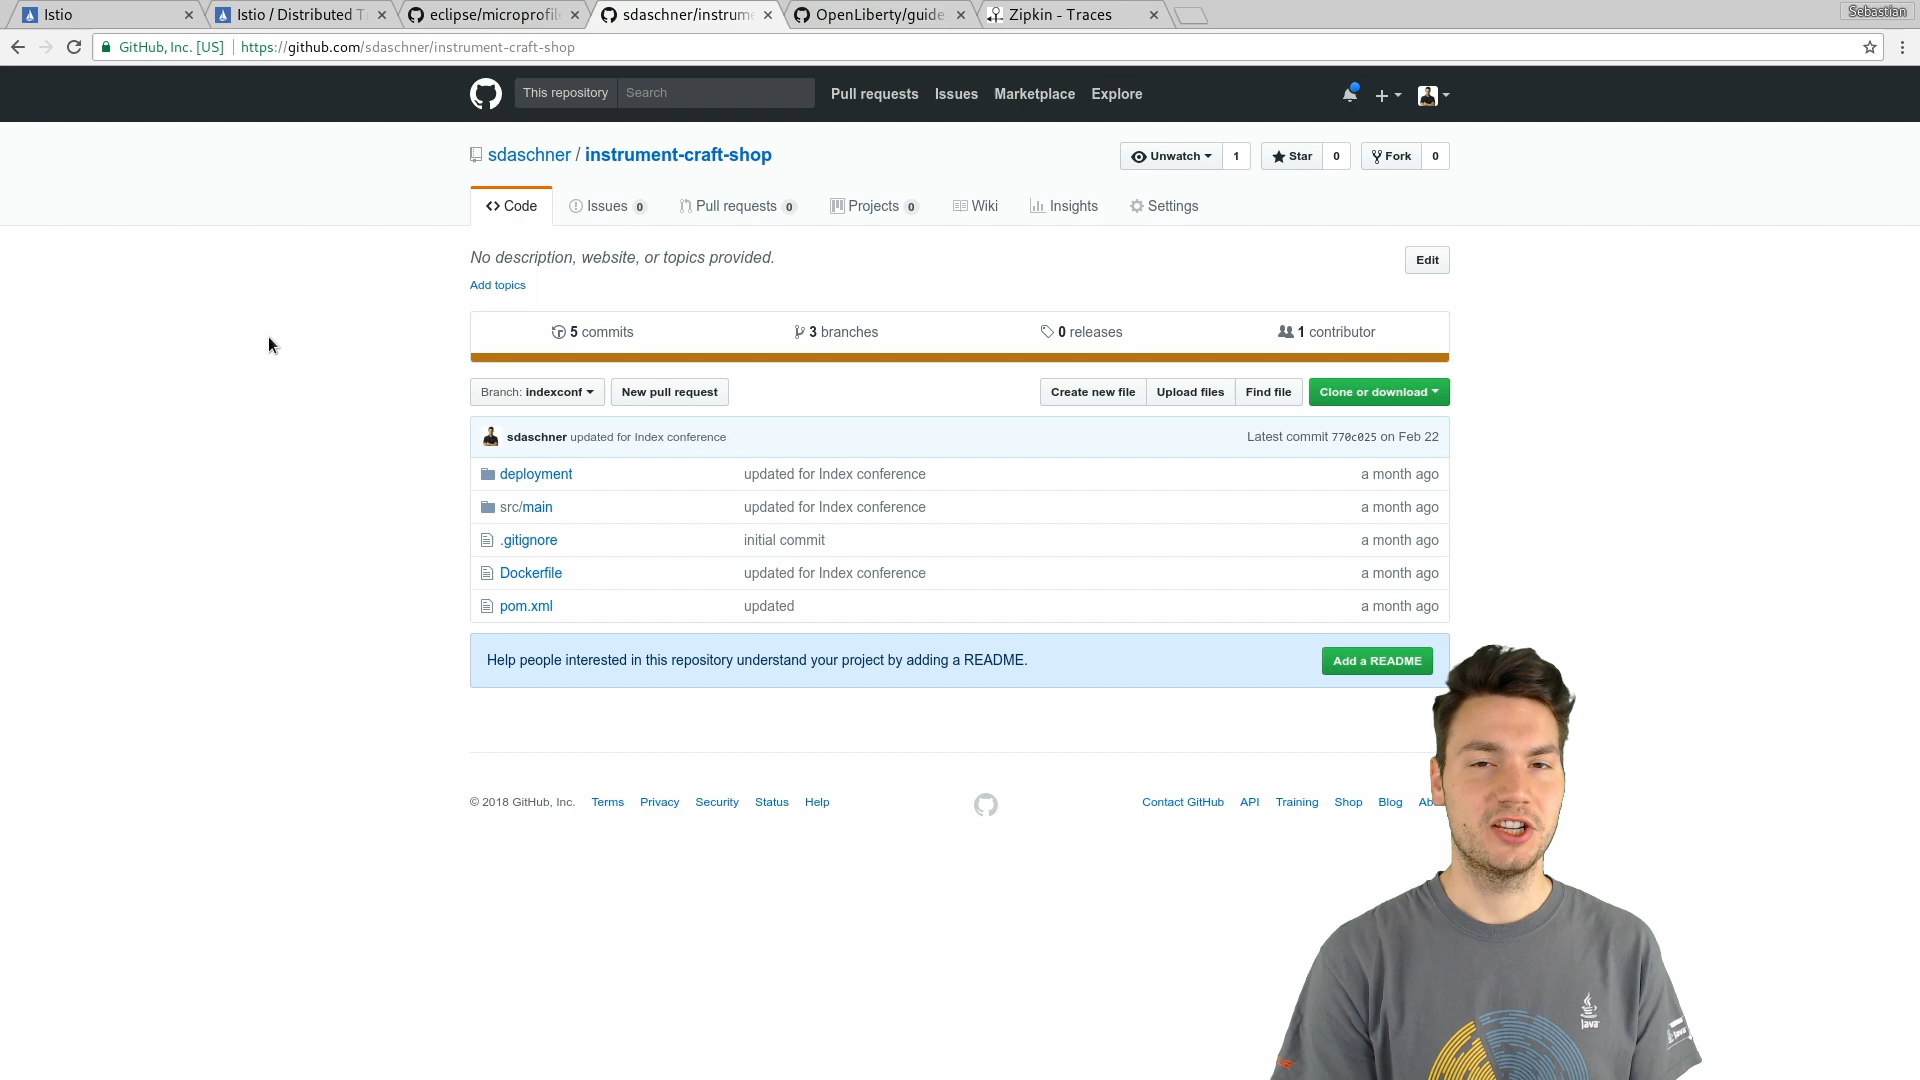 Istio
Istio / Distributed T
eclipse/microprofil
sdaschner/instrume
OpenLiberty/guide
Zipkin - Traces
Sebastian
GitHub, Inc. [US]
https://github.com/sdaschner/instrument-craft-shop
This repository
Search
Pull requests
Issues
Marketplace
Explore
sdaschner / instrument-craft-shop
Unwatch 1
Star 0
Fork 0
Code
Issues 0
Pull requests 0
Projects 0
Wiki
Insights
Settings
No description, website, or topics provided.
Edit
Add topics
5 commits
3 branches
0 releases
1 contributor
Branch: indexconf
New pull request
Create new file
Upload files
Find file
Clone or download
sdaschner updated for Index conference
Latest commit 770c025 on Feb 22
deployment updated for Index conference a month ago
src/main updated for Index conference a month ago
.gitignore initial commit a month ago
Dockerfile updated for Index conference a month ago
pom.xml updated a month ago
Help people interested in this repository understand your project by adding a README.
Add a README
© 2018 GitHub, Inc.
Terms
Privacy
Security
Status
Help
Contact GitHub
API
Training
Shop
Blog
Ab
Java
Java